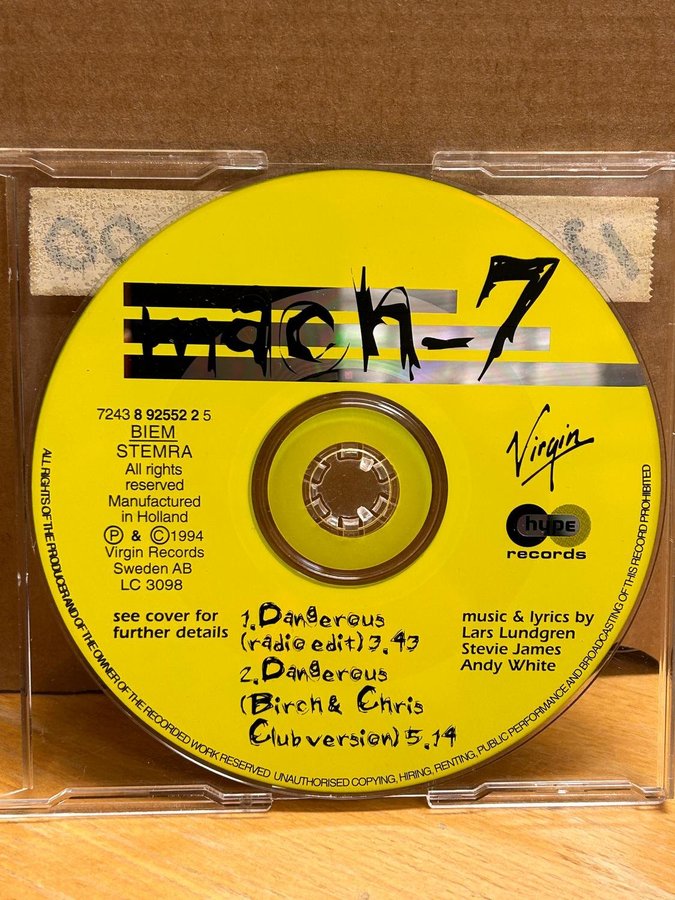 mach-7
7243 8 92552 2 5
BIEM
STEMRA
All rights
reserved
Manufactured
in Holland
Ⓟ & © 1994
Virgin Records
Sweden AB
LC 3098
Virgin
hype
records
see cover for
further details
1. Dangerous
(radio edit) 3.43
2. Dangerous
(Birch & Chris
Club version) 5.14
music & lyrics by
Lars Lundgren
Stevie James
Andy White
ALL RIGHTS OF THE PRODUCER AND OF THE OWNER OF THE RECORDED WORK RESERVED UNAUTHORISED COPYING, HIRING, RENTING, PUBLIC PERFORMANCE AND BROADCASTING OF THIS RECORD PROHIBITED